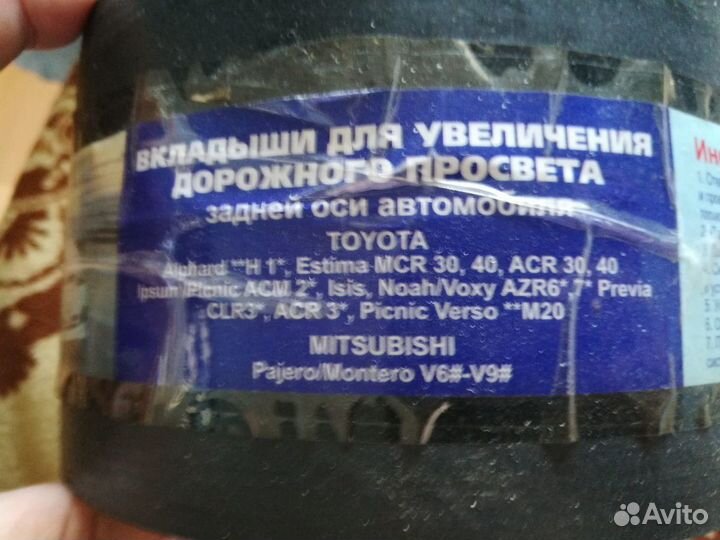 ВКЛАДЫШИ ДЛЯ УВЕЛИЧЕНИЯ
ДОРОЖНОГО ПРОСВЕТА
задней оси автомобиля
TOYOTA
Alphard **H 1*, Estima MCR 30, 40, ACR 30, 40
Ipsum /Picnic ACM 2*, Isis, Noah/Voxy AZR6*,7* Previa
CLR3*, ACR 3*, Picnic Verso **M20
MITSUBISHI
Pajero/Montero V6#-V9#
Avito